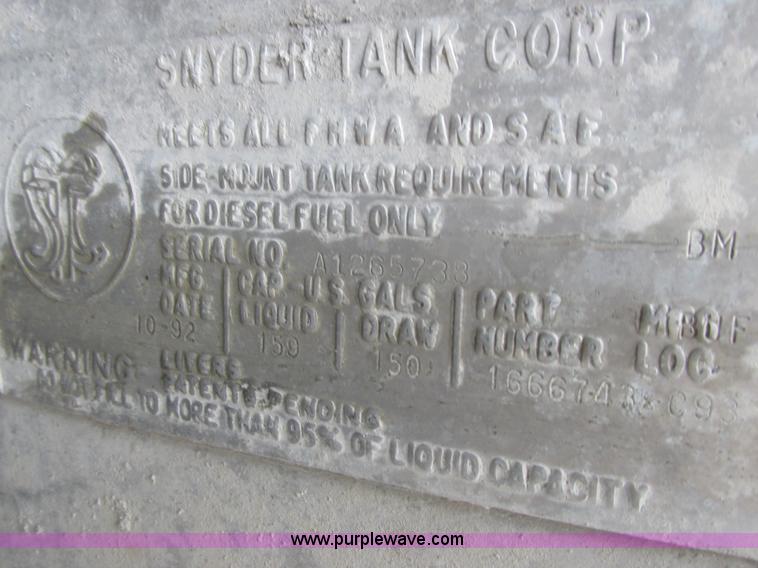 SNYDER TANK CORP.
MEETS ALL FHWA AND SAE
SIDE-MOUNT TANK REQUIREMENTS
FOR DIESEL FUEL ONLY
BM
SERIAL NO. A1265738
MFG. DATE 10-92
CAP. - U.S. GALS.
LIQUID 159
DRAW 150
PART NUMBER
LOC.
LITERS
PATENTS PENDING
WARNING:
DO NOT FILL TO MORE THAN 95% OF LIQUID CAPACITY
www.purplewave.com